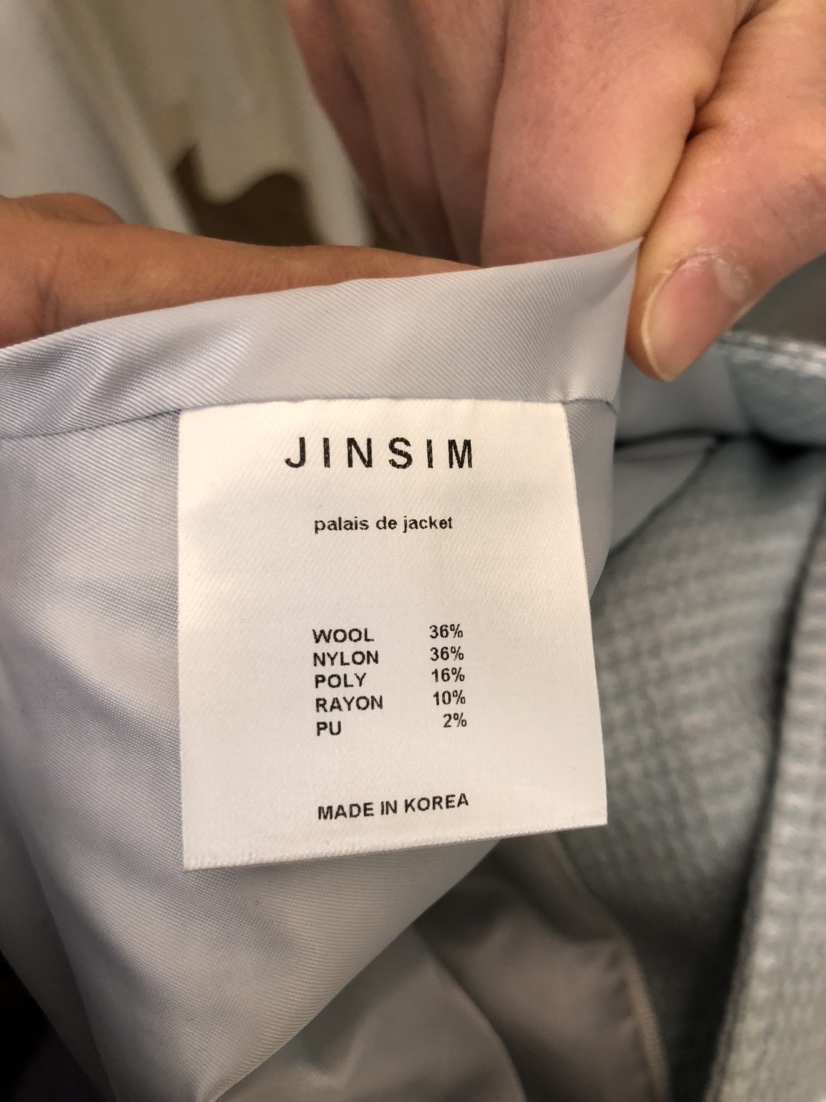 JINSIM
palais de jacket
WOOL 36%
NYLON 36%
POLY 16%
RAYON 10%
PU 2%
MADE IN KOREA